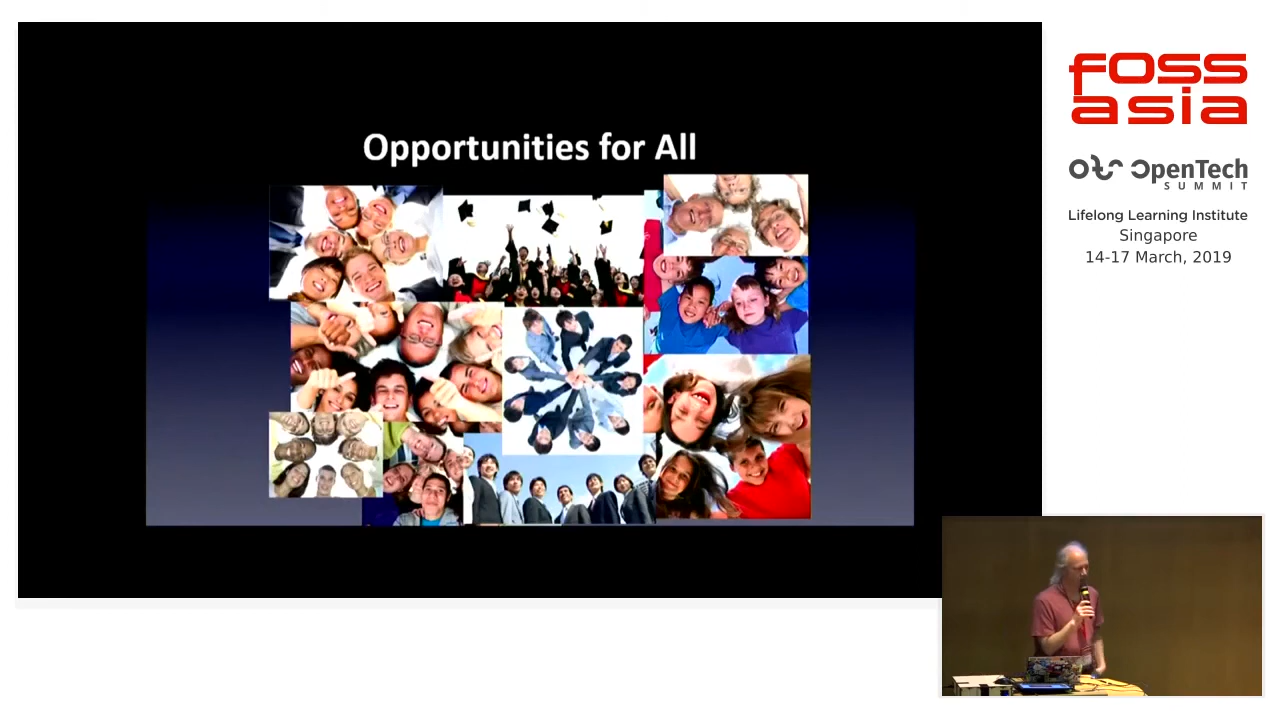 Opportunities for All
foss
asia
OpenTech
SUMMIT
Lifelong Learning Institute
Singapore
14-17 March, 2019